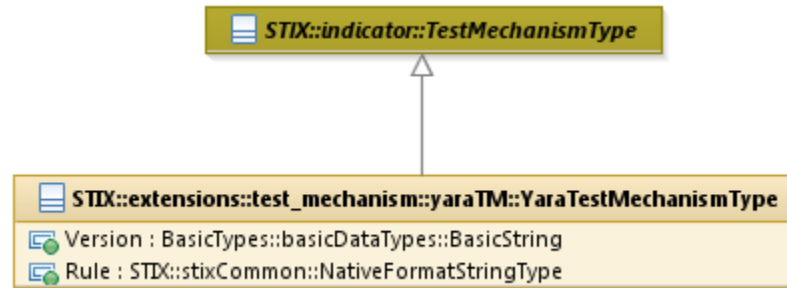 STIX::indicator::TestMechanismType
STIX::extensions::test_mechanism::yaraTM::YaraTestMechanismType
Version : BasicTypes::basicDataTypes::BasicString
Rule : STIX::stixCommon::NativeFormatStringType